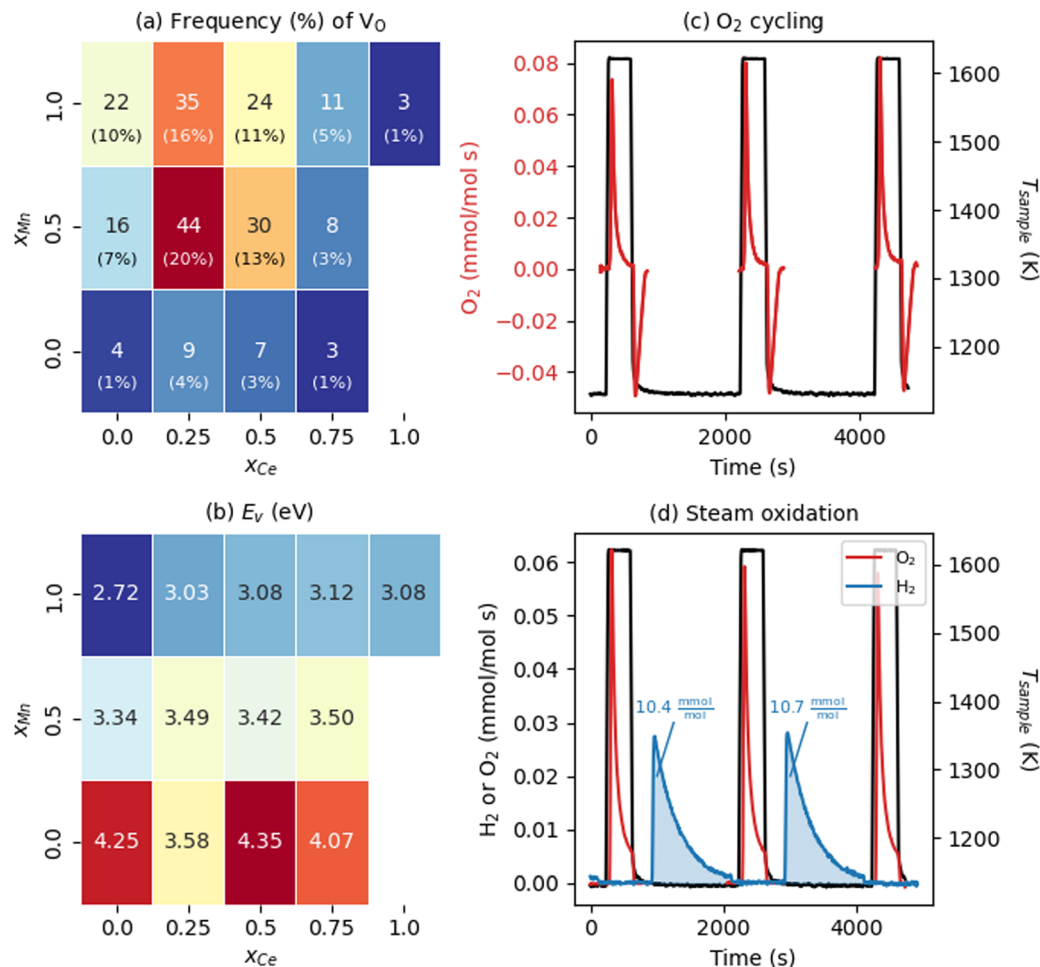 (a) Frequency (%) of V_O
22 35 24 11 3
(10%) (16%) (11%) (5%) (1%)
16 44 30 8
(7%) (20%) (13%) (3%)
4 9 7 3
(1%) (4%) (3%) (1%)
1.0
0.5
0.0
x_Mn
0.0 0.25 0.5 0.75 1.0
x_Ce
(c) O₂ cycling
0.08
0.06
0.04
0.02
0.00
−0.02
−0.04
O₂ (mmol/mol s)
1600
1500
1400
1300
1200
T_sample (K)
0 2000 4000
Time (s)
(b) E_v (eV)
2.72 3.03 3.08 3.12 3.08
3.34 3.49 3.42 3.50
4.25 3.58 4.35 4.07
1.0
0.5
0.0
x_Mn
0.0 0.25 0.5 0.75 1.0
x_Ce
(d) Steam oxidation
O₂
H₂
10.4 mmol/mol
10.7 mmol/mol
0.06
0.05
0.04
0.03
0.02
0.01
0.00
H₂ or O₂ (mmol/mol s)
1600
1500
1400
1300
1200
T_sample (K)
0 2000 4000
Time (s)